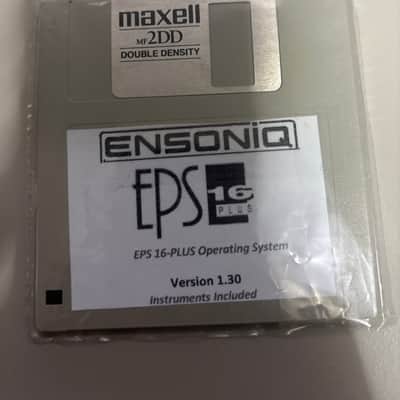 maxell
MF2DD
DOUBLE DENSITY
ENSONIQ
EPS 16
PLUS
EPS 16-PLUS Operating System
Version 1.30
Instruments Included